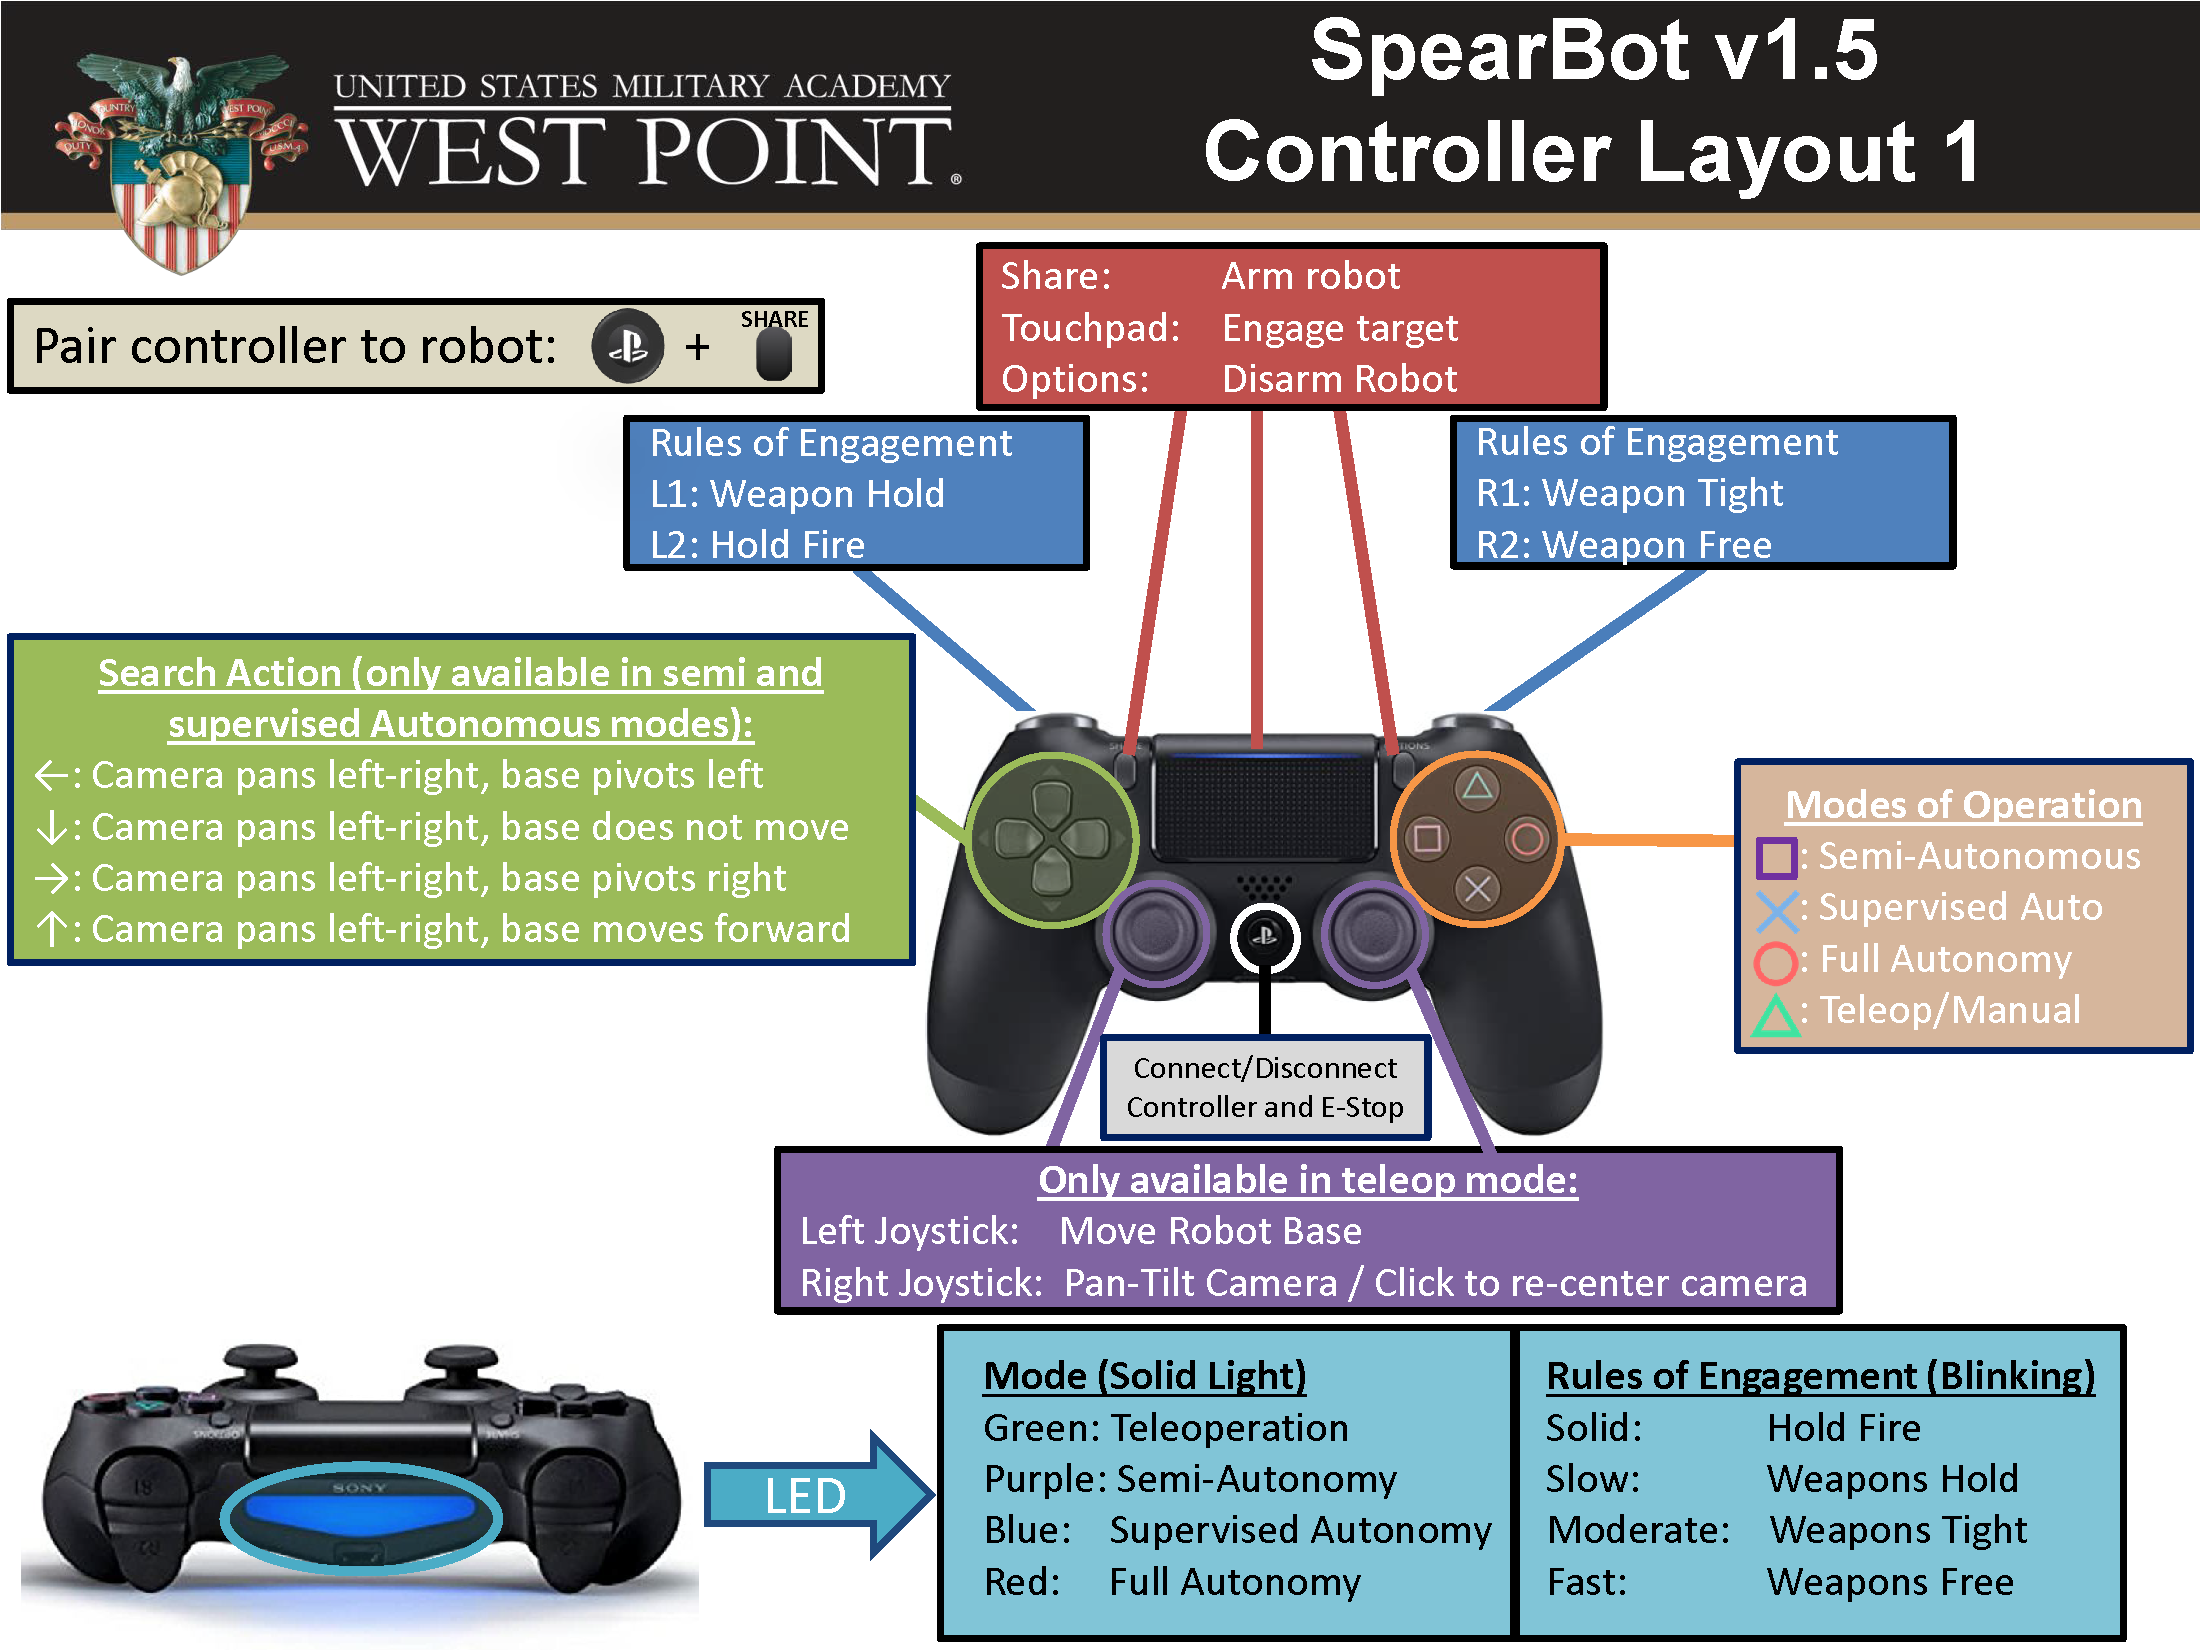 SpearBot v1.5
Controller Layout 1
UNITED STATES MILITARY ACADEMY
WEST POINT®
COUNTRY
WEST POINT
HONOR
MDCCCII
DUTY
U.S.M.A.
Pair controller to robot: + SHARE
Share: Arm robot
Touchpad: Engage target
Options: Disarm Robot
Rules of Engagement
L1: Weapon Hold
L2: Hold Fire
Rules of Engagement
R1: Weapon Tight
R2: Weapon Free
Search Action (only available in semi and
supervised Autonomous modes):
←: Camera pans left-right, base pivots left
↓: Camera pans left-right, base does not move
→: Camera pans left-right, base pivots right
↑: Camera pans left-right, base moves forward
Modes of Operation
□: Semi-Autonomous
✕: Supervised Auto
○: Full Autonomy
△: Teleop/Manual
Connect/Disconnect
Controller and E-Stop
Only available in teleop mode:
Left Joystick: Move Robot Base
Right Joystick: Pan-Tilt Camera / Click to re-center camera
SONY
LED
Mode (Solid Light)
Green: Teleoperation
Purple: Semi-Autonomy
Blue: Supervised Autonomy
Red: Full Autonomy
Rules of Engagement (Blinking)
Solid: Hold Fire
Slow: Weapons Hold
Moderate: Weapons Tight
Fast: Weapons Free